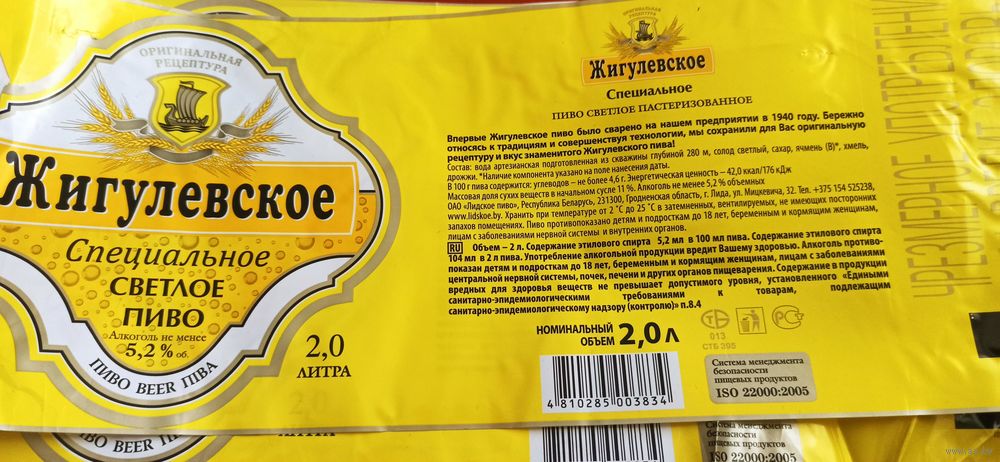 ОРИГИНАЛЬНАЯ
РЕЦЕПТУРА
Жигулевское
Специальное
СВЕТЛОЕ
ПИВО
Алкоголь не менее
5,2 % об.
ПИВО BEER ПІВА
2,0
ЛИТРА
ОРИГИНАЛЬНАЯ
РЕЦЕПТУРА
Жигулевское
Специальное
ПИВО СВЕТЛОЕ ПАСТЕРИЗОВАННОЕ
Впервые Жигулевское пиво было сварено на нашем предприятии в 1940 году. Бережно
относясь к традициям и совершенствуя технологии, мы сохранили для Вас оригинальную
рецептуру и вкус знаменитого Жигулевского пива!
Состав: вода артезианская подготовленная из скважины глубиной 280 м, солод светлый, сахар, ячмень (В)*, хмель,
дрожжи. *Наличие компонента указано на поле нанесения даты.
В 100 г пива содержится: углеводов – не более 4,6 г. Энергетическая ценность – 42,0 ккал/176 кДж
Массовая доля сухих веществ в начальном сусле 11 %. Алкоголь не менее 5,2 % объемных
ОАО «Лидское пиво», Республика Беларусь, 231300, Гродненская область, г. Лида, ул. Мицкевича, 32. Тел. +375 154 525238,
www.lidskoe.by. Хранить при температуре от 2 °С до 25 °С в затемненных, вентилируемых, не имеющих посторонних
запахов помещениях. Пиво противопоказано детям и подросткам до 18 лет, беременным и кормящим женщинам,
лицам с заболеваниями нервной системы и внутренних органов.
RU Объем – 2 л. Содержание этилового спирта 5,2 мл в 100 мл пива. Содержание этилового спирта
104 мл в 2 л пива. Употребление алкогольной продукции вредит Вашему здоровью. Алкоголь противо-
показан детям и подросткам до 18 лет, беременным и кормящим женщинам, лицам с заболеваниями
центральной нервной системы, почек, печени и других органов пищеварения. Содержание в продукции
вредных для здоровья веществ не превышает допустимого уровня, установленного «Едиными
санитарно-эпидемиологическими требованиями к товарам, подлежащим
санитарно-эпидемиологическому надзору (контролю)» п.8.4
НОМИНАЛЬНЫЙ
ОБЪЕМ 2,0 л
013
СТБ 395
4 810285 003834
Система менеджмента
безопасности
пищевых продуктов
ISO 22000:2005
ЧРЕЗМЕРНОЕ УПОТРЕБЛЕНИ
ПИВО BEER ПІВА
ЛИТРА
Система менеджмента
безопасности
пищевых продуктов
ISO 22000:2005